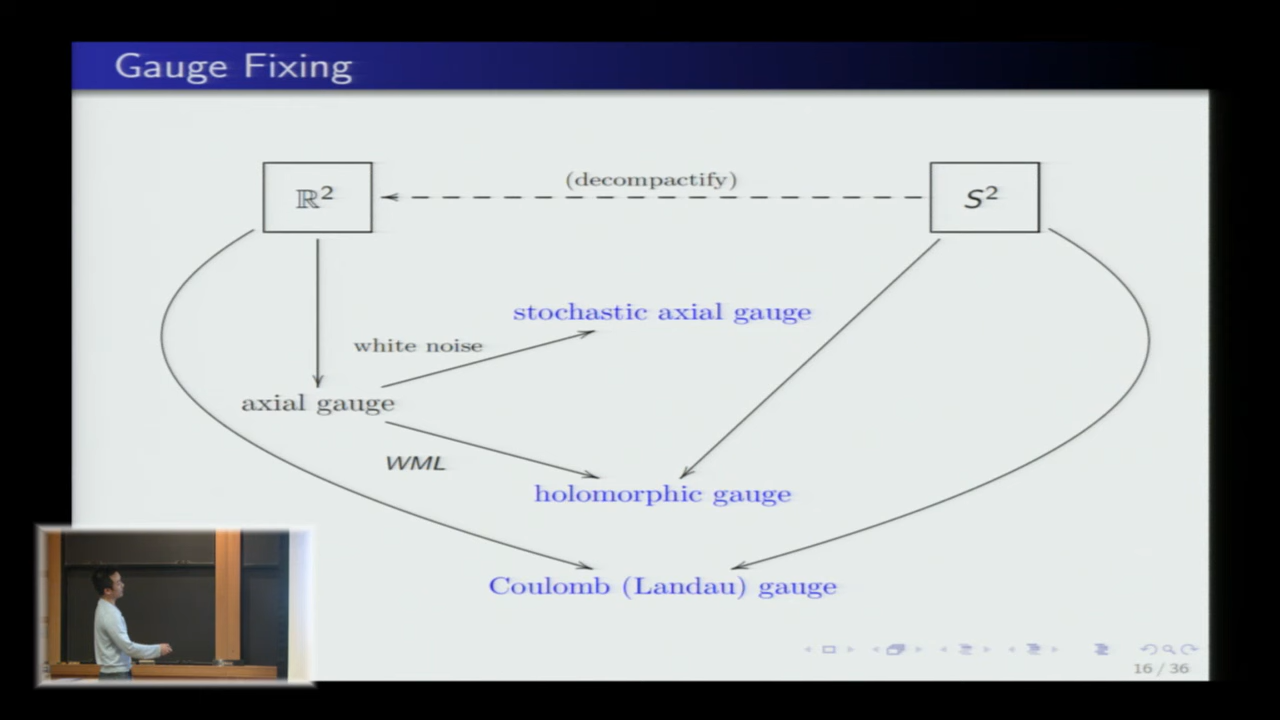 Gauge Fixing
(decompactify)
ℝ²
S²
stochastic axial gauge
white noise
axial gauge
WML
holomorphic gauge
Coulomb (Landau) gauge
16 / 36